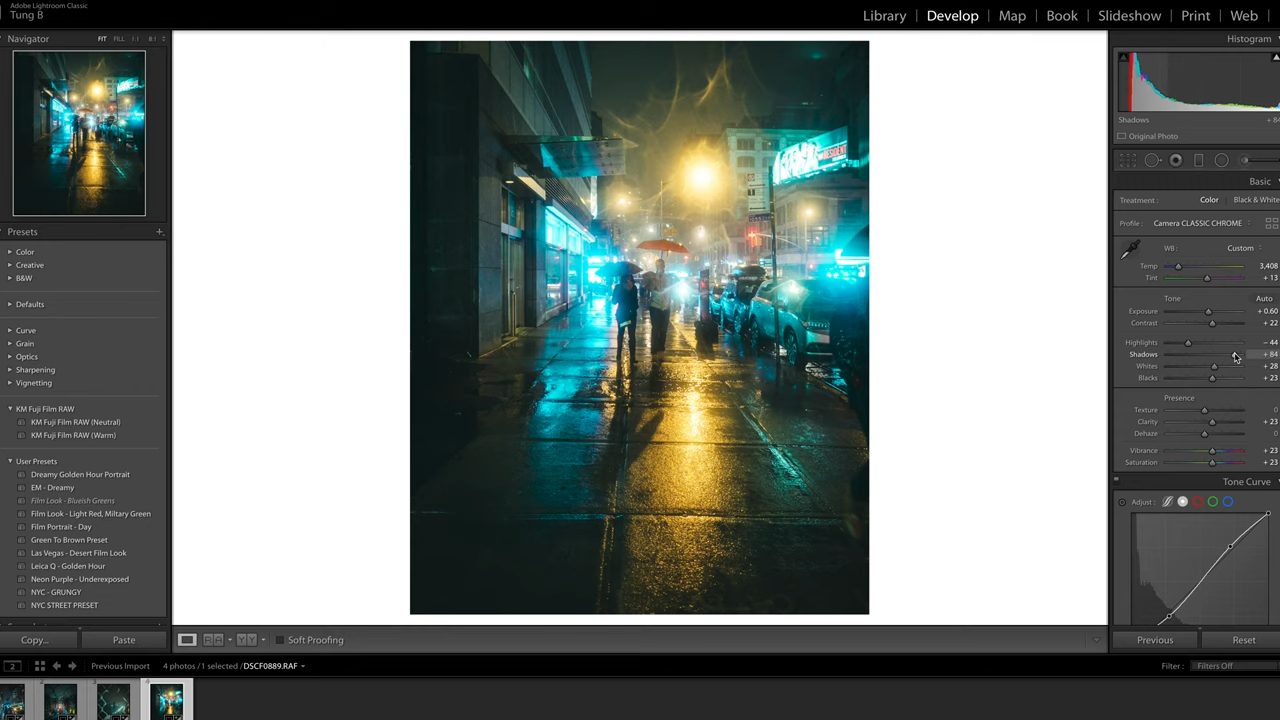 Adobe Lightroom Classic
Tung B
Library Develop Map Book Slideshow Print Web
Navigator FIT FILL 1:1 8:1
Presets +
Color
Creative
B&W
Defaults
Curve
Grain
Optics
Sharpening
Vignetting
KM Fuji Film RAW
KM Fuji Film RAW (Neutral)
KM Fuji Film RAW (Warm)
User Presets
Dreamy Golden Hour Portrait
EM - Dreamy
Film Look - Blueish Greens
Film Look - Light Red, Miltary Green
Film Portrait - Day
Green To Brown Preset
Las Vegas - Desert Film Look
Leica Q - Golden Hour
Neon Purple - Underexposed
NYC - GRUNGY
NYC STREET PRESET
Copy... Paste
Soft Proofing
Histogram
Shadows + 84
Original Photo
Basic
Treatment : Color Black & White
Profile : Camera CLASSIC CHROME
WB : Custom
Temp 3,408
Tint + 13
Tone Auto
Exposure + 0.60
Contrast + 22
Highlights − 44
Shadows + 84
Whites + 28
Blacks + 23
Presence
Texture 0
Clarity + 23
Dehaze 0
Vibrance + 23
Saturation + 23
Tone Curve
Adjust :
Previous Reset
2 Previous Import 4 photos / 1 selected / DSCF0889.RAF Filter : Filters Off